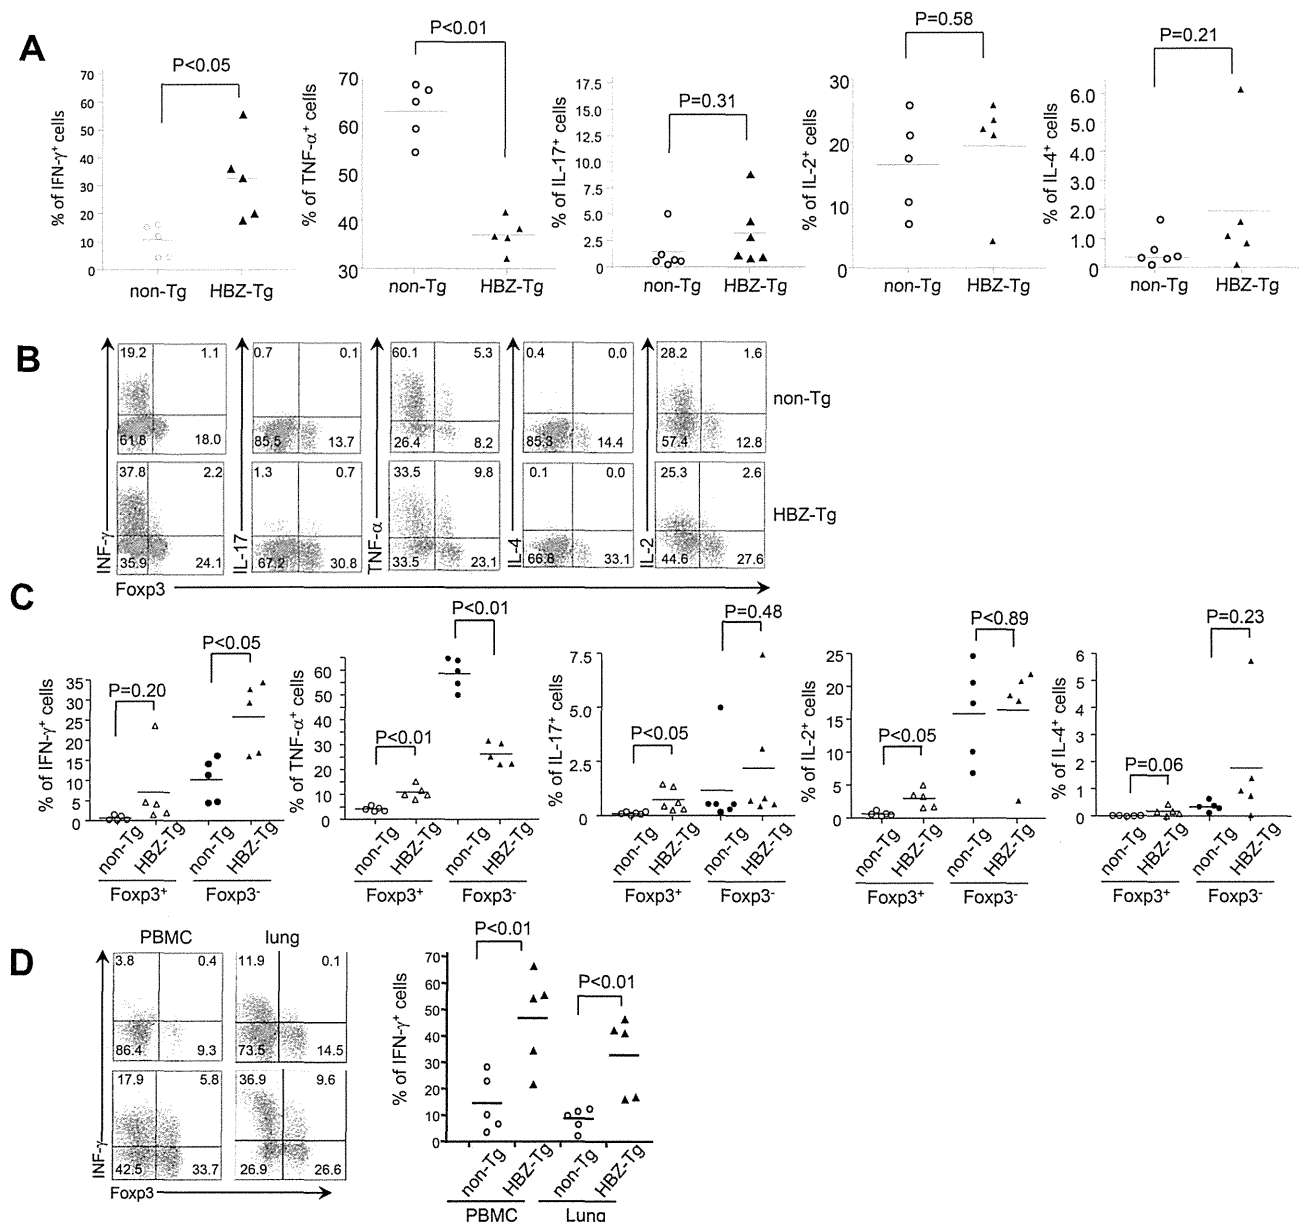 A
P<0.05
% of IFN-γ+ cells
70
60
50
40
30
20
10
0
non-Tg
HBZ-Tg
P<0.01
% of TNF-α+ cells
70
60
50
40
30
non-Tg
HBZ-Tg
P=0.31
% of IL-17+ cells
17.5
15.0
12.5
10.0
7.5
5.0
2.5
0
non-Tg
HBZ-Tg
P=0.58
% of IL-2+ cells
30
20
10
0
non-Tg
HBZ-Tg
P=0.21
% of IL-4+ cells
6.0
5.0
4.0
3.0
2.0
1.0
0
non-Tg
HBZ-Tg
B
19.2 1.1
61.8 18.0
0.7 0.1
85.5 13.7
60.1 5.3
26.4 8.2
0.4 0.0
85.3 14.4
28.2 1.6
57.4 12.8
non-Tg
37.8 2.2
35.9 24.1
1.3 0.7
67.2 30.8
33.5 9.8
33.5 23.1
0.1 0.0
66.8 33.1
25.3 2.6
44.6 27.6
HBZ-Tg
INF-γ
IL-17
TNF-α
IL-4
IL-2
Foxp3
C
P=0.20
P<0.05
% of IFN-γ+ cells
35
30
25
20
15
10
5
0
non-Tg
HBZ-Tg
non-Tg
HBZ-Tg
Foxp3+
Foxp3-
P<0.01
P<0.01
% of TNF-α+ cells
60
50
40
30
20
10
0
non-Tg
HBZ-Tg
non-Tg
HBZ-Tg
Foxp3+
Foxp3-
P<0.05
P=0.48
% of IL-17+ cells
7.5
5.0
2.5
0
non-Tg
HBZ-Tg
non-Tg
HBZ-Tg
Foxp3+
Foxp3-
P<0.05
P<0.89
% of IL-2+ cells
25
20
15
10
5
0
non-Tg
HBZ-Tg
non-Tg
HBZ-Tg
Foxp3+
Foxp3-
P=0.06
P=0.23
% of IL-4+ cells
6
5
4
3
2
1
0
non-Tg
HBZ-Tg
non-Tg
HBZ-Tg
Foxp3+
Foxp3-
D
PBMC
lung
3.8 0.4
86.4 9.3
11.9 0.1
73.5 14.5
17.9 5.8
42.5 33.7
36.9 9.6
26.9 26.6
INF-γ
Foxp3
P<0.01
P<0.01
% of IFN-γ+ cells
70
60
50
40
30
20
10
0
non-Tg
HBZ-Tg
non-Tg
HBZ-Tg
PBMC
Lung